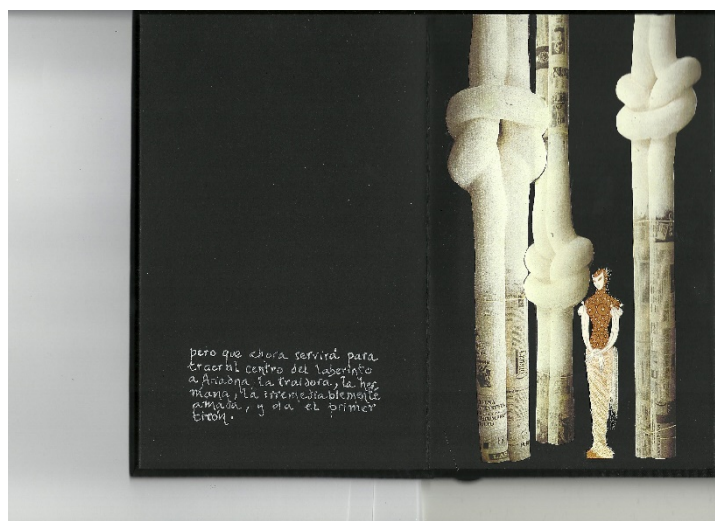 pero que ahora servirá para
traer al centro del laberinto
a Ariadna, la traidora, la her
mana, la irremediablemente
amada, y da el primer
tirón.